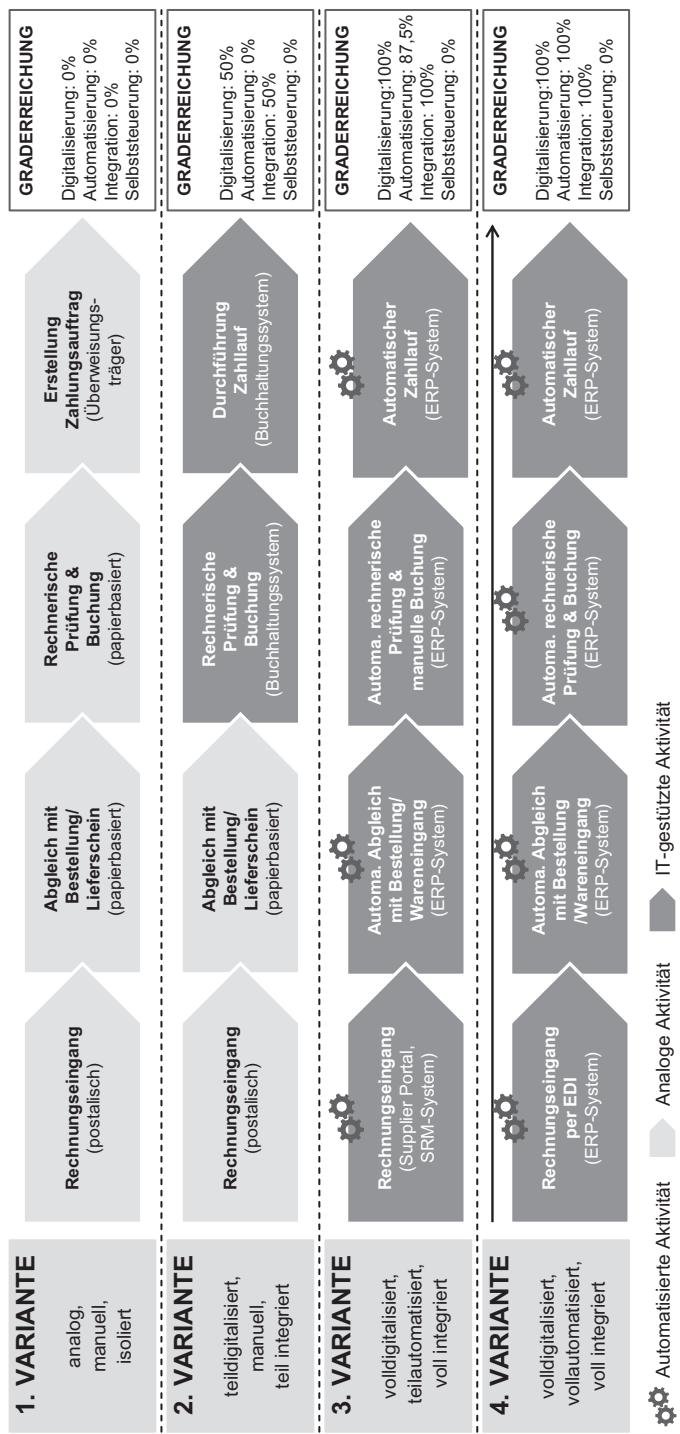 1. VARIANTE
analog,
manuell,
isoliert
Rechnungseingang
(postalisch)
Abgleich mit
Bestellung/
Lieferschein
(papierbasiert)
Rechnerische
Prüfung &
Buchung
(papierbasiert)
Erstellung
Zahlungsauftrag
(Überweisungs-
träger)
GRADERREICHUNG
Digitalisierung: 0%
Automatisierung: 0%
Integration: 0%
Selbststeuerung: 0%
2. VARIANTE
teildigitalisiert,
manuell,
teil integriert
Rechnungseingang
(postalisch)
Abgleich mit
Bestellung/
Lieferschein
(papierbasiert)
Rechnerische
Prüfung &
Buchung
(Buchhaltungssystem)
Durchführung
Zahllauf
(Buchhaltungssystem)
GRADERREICHUNG
Digitalisierung: 50%
Automatisierung: 0%
Integration: 50%
Selbststeuerung: 0%
3. VARIANTE
volldigitalisiert,
teilautomatisiert,
voll integriert
Rechnungseingang
(Supplier Portal,
SRM-System)
Automa. Abgleich
mit Bestellung/
Wareneingang
(ERP-System)
Automa. rechnerische
Prüfung &
manuelle Buchung
(ERP-System)
Automatischer
Zahllauf
(ERP-System)
GRADERREICHUNG
Digitalisierung:100%
Automatisierung: 87,5%
Integration: 100%
Selbststeuerung: 0%
4. VARIANTE
volldigitalisiert,
vollautomatisiert,
voll integriert
Rechnungseingang
per EDI
(ERP-System)
Automa. Abgleich
mit Bestellung
/Wareneingang
(ERP-System)
Automa. rechnerische
Prüfung & Buchung
(ERP-System)
Automatischer
Zahllauf
(ERP-System)
GRADERREICHUNG
Digitalisierung:100%
Automatisierung: 100%
Integration: 100%
Selbststeuerung: 0%
Automatisierte Aktivität
Analoge Aktivität
IT-gestützte Aktivität